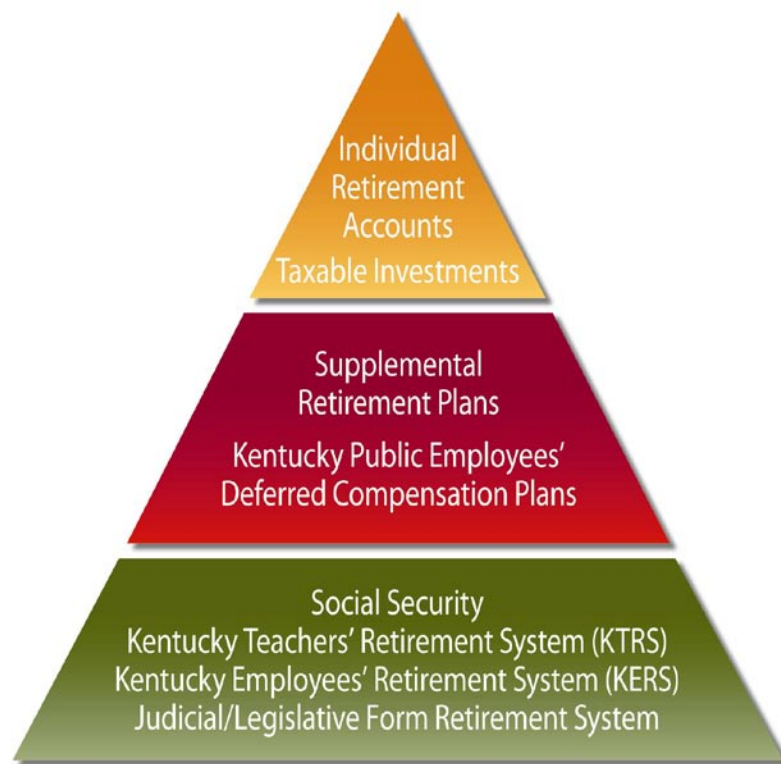 Individual
Retirement
Accounts
Taxable Investments
Supplemental
Retirement Plans
Kentucky Public Employees’
Deferred Compensation Plans
Social Security
Kentucky Teachers’ Retirement System (KTRS)
Kentucky Employees’ Retirement System (KERS)
Judicial/Legislative Form Retirement System